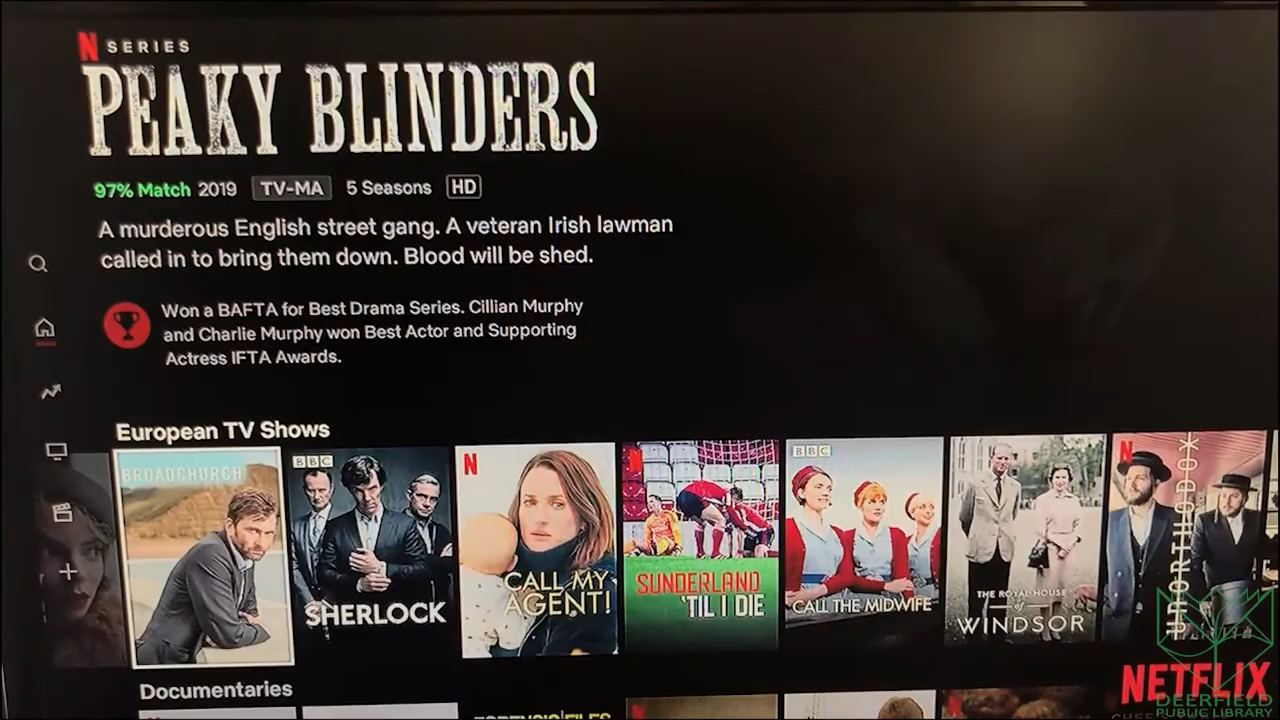 N SERIES
PEAKY BLINDERS
97% Match 2019 TV-MA 5 Seasons HD
A murderous English street gang. A veteran Irish lawman
called in to bring them down. Blood will be shed.
Won a BAFTA for Best Drama Series. Cillian Murphy
and Charlie Murphy won Best Actor and Supporting
Actress IFTA Awards.
European TV Shows
BROADCHURCH
BBC
SHERLOCK
N
CALL MY
AGENT!
N
SUNDERLAND
'TIL I DIE
BBC
CALL THE MIDWIFE
THE ROYAL HOUSE
of
WINDSOR
N
UNORTHODOX
Documentaries
FORENSIC FILES
NETFLIX
DEERFIELD
PUBLIC LIBRARY